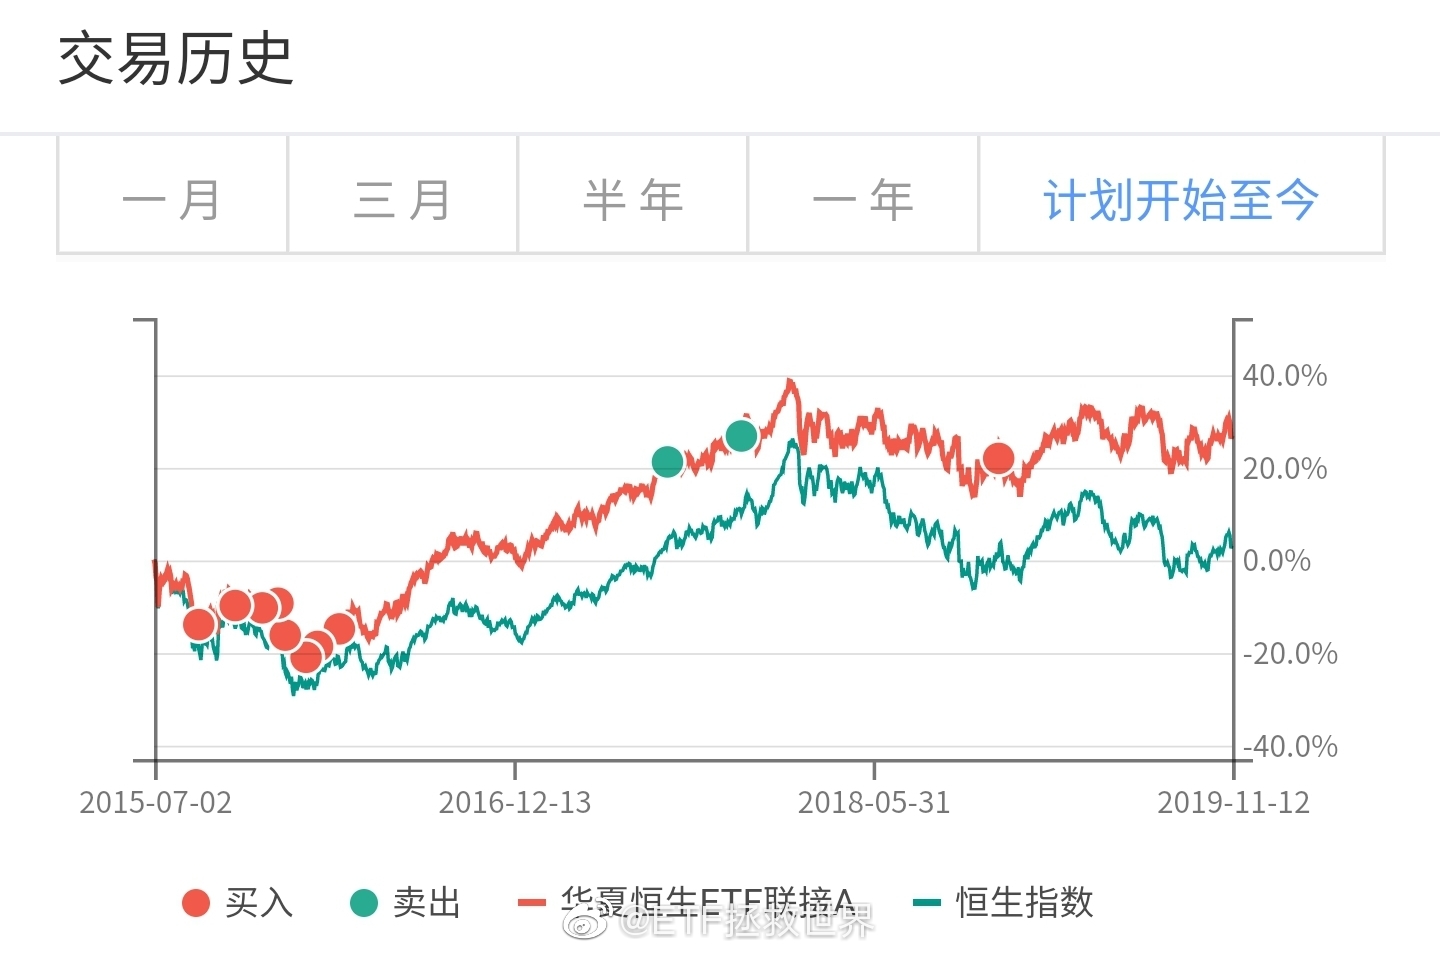 交易历史
一月 三月 半年 一年 计划开始至今
40.0%
20.0%
0.0%
-20.0%
-40.0%
2015-07-02 2016-12-13 2018-05-31 2019-11-12
买入 卖出 华夏恒生ETF联接A 恒生指数
@ETF拯救世界